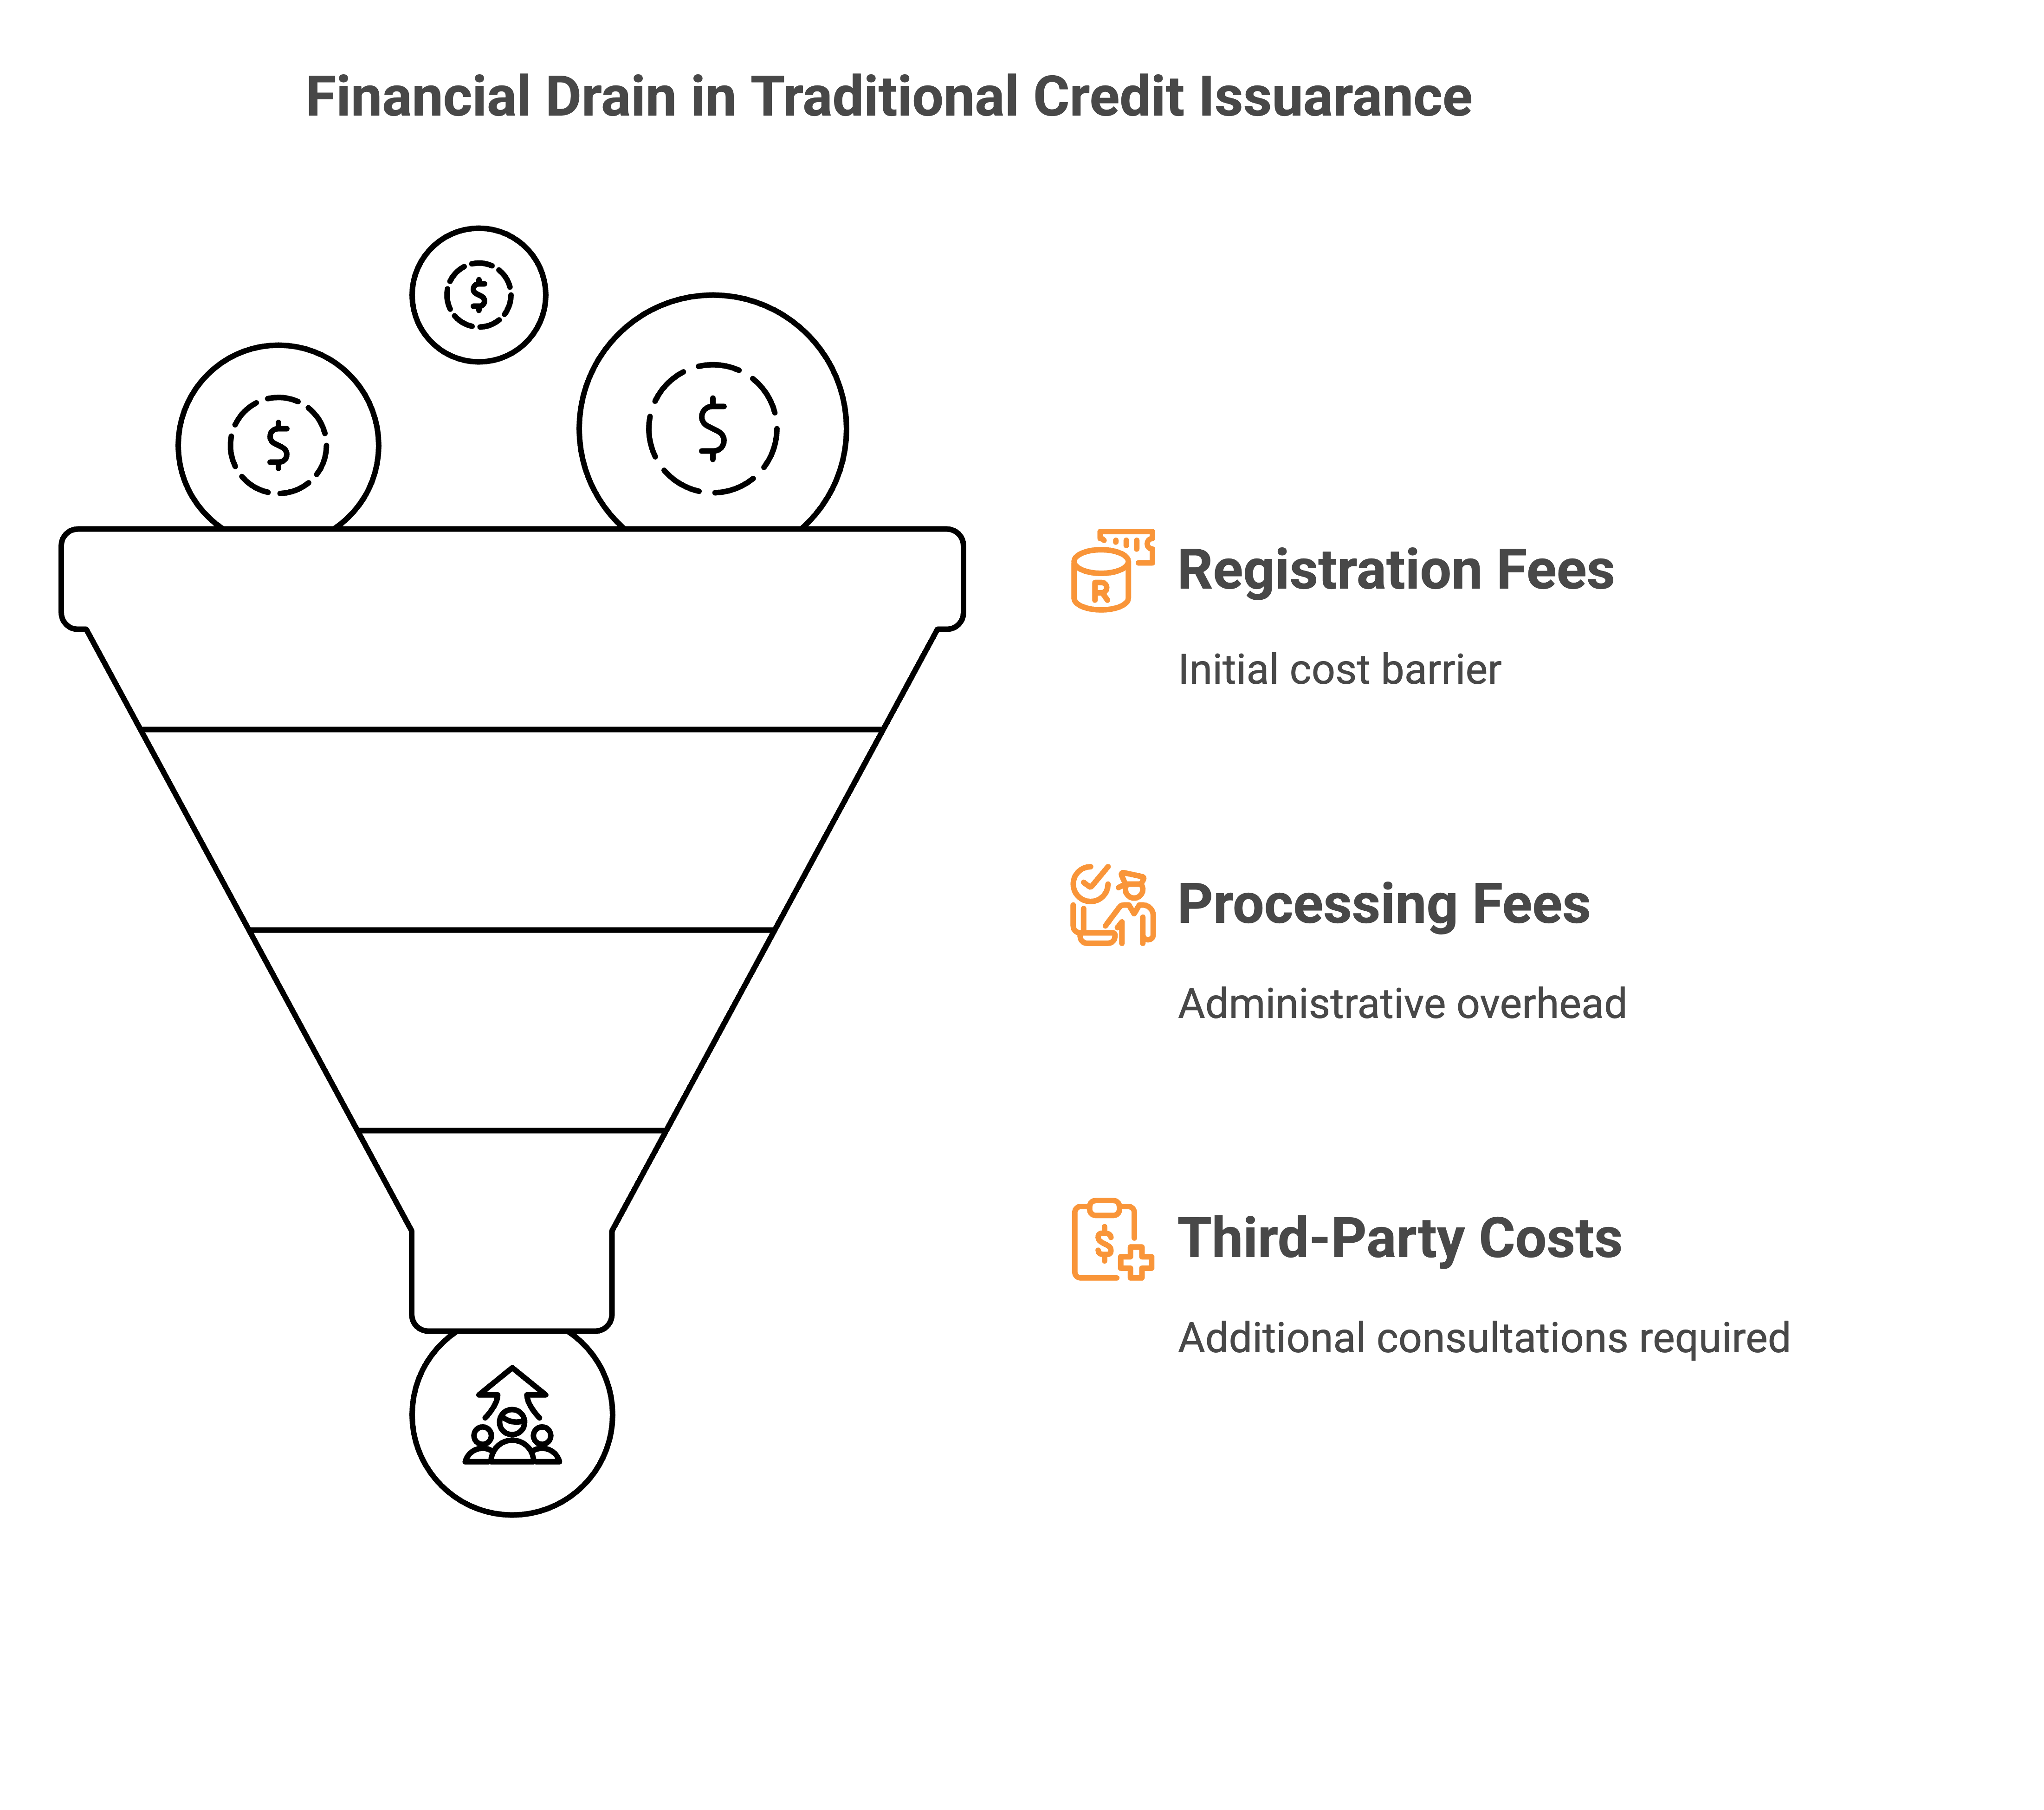 Financial Drain in Traditional Credit Issuarance
$
$
$
R
Registration Fees
Initial cost barrier
Processing Fees
Administrative overhead
$
Third-Party Costs
Additional consultations required